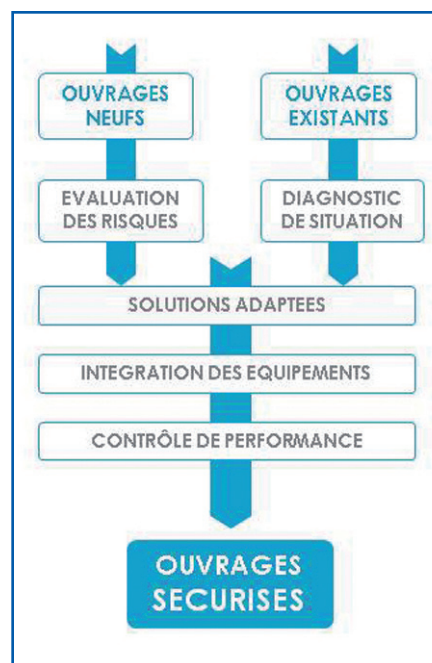 OUVRAGES
NEUFS
OUVRAGES
EXISTANTS
EVALUATION
DES RISQUES
DIAGNOSTIC
DE SITUATION
SOLUTIONS ADAPTEES
INTEGRATION DES EQUIPEMENTS
CONTRÔLE DE PERFORMANCE
OUVRAGES
SECURISES